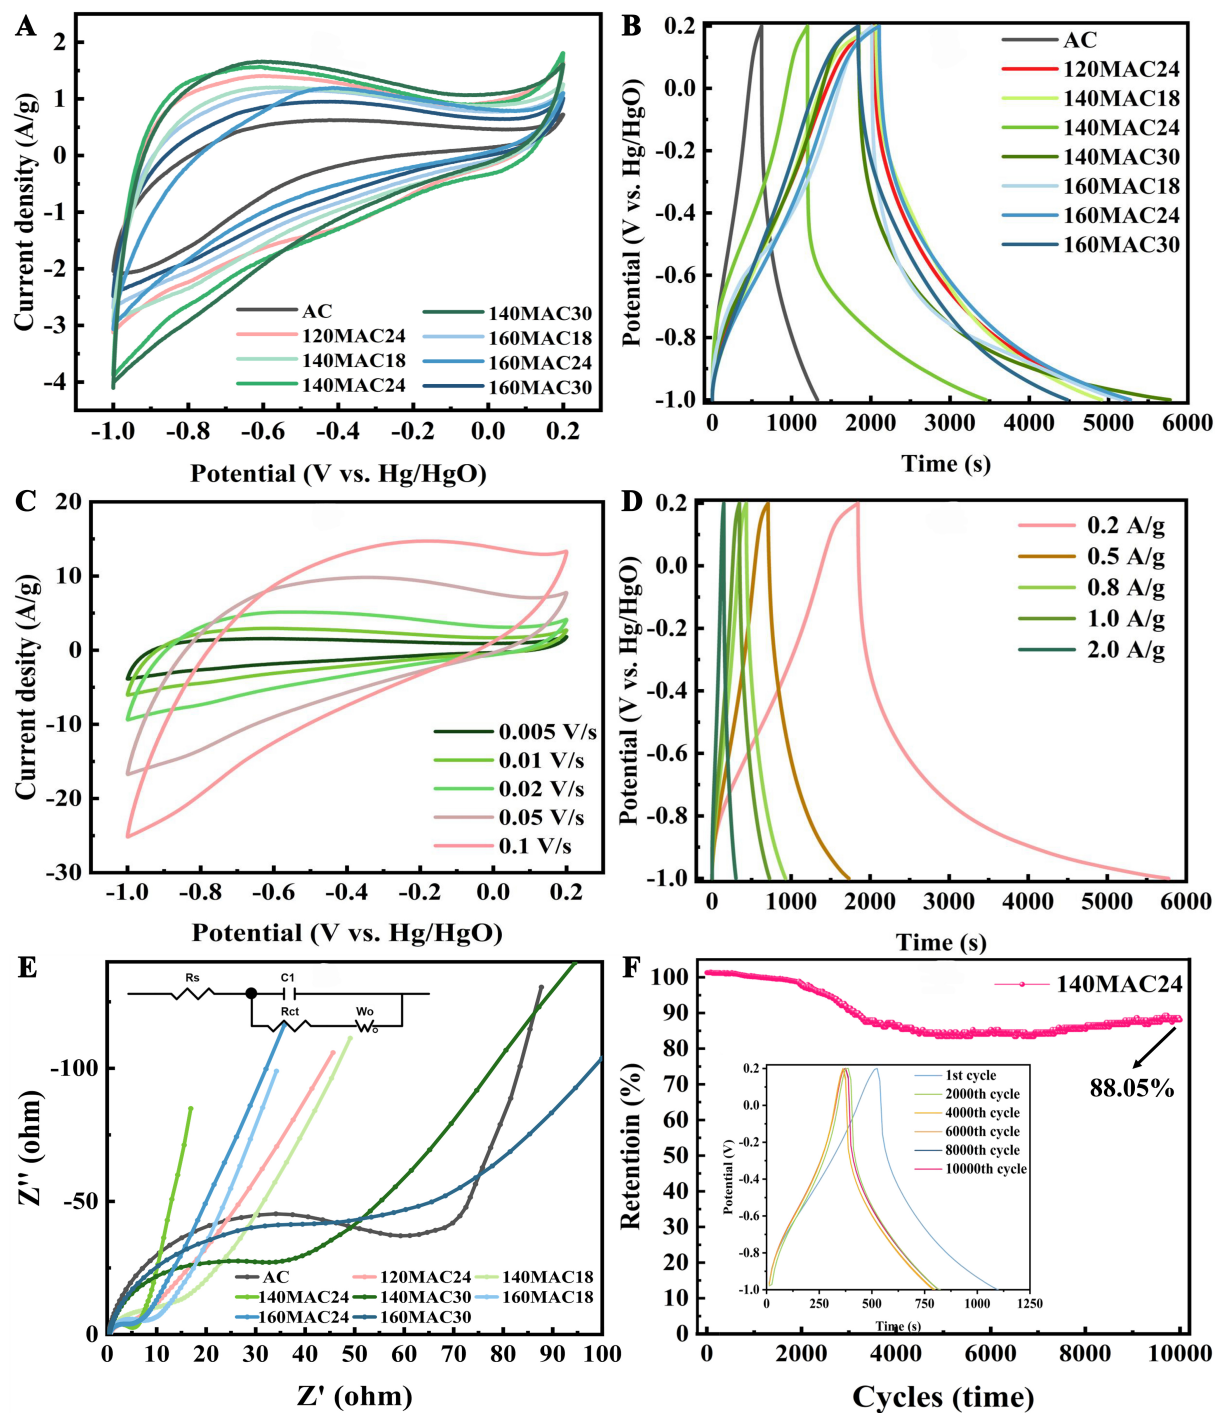 A
2
1
0
-1
-2
-3
-4
Current density (A/g)
AC
120MAC24
140MAC18
140MAC24
140MAC30
160MAC18
160MAC24
160MAC30
-1.0 -0.8 -0.6 -0.4 -0.2 0.0 0.2
Potential (V vs. Hg/HgO)
B
0.2
0.0
-0.2
-0.4
-0.6
-0.8
-1.0
Potential (V vs. Hg/HgO)
AC
120MAC24
140MAC18
140MAC24
140MAC30
160MAC18
160MAC24
160MAC30
0 1000 2000 3000 4000 5000 6000
Time (s)
C
20
10
0
-10
-20
-30
Current desity (A/g)
0.005 V/s
0.01 V/s
0.02 V/s
0.05 V/s
0.1 V/s
-1.0 -0.8 -0.6 -0.4 -0.2 0.0 0.2
Potential (V vs. Hg/HgO)
D
0.2
0.0
-0.2
-0.4
-0.6
-0.8
-1.0
Potential (V vs. Hg/HgO)
0.2 A/g
0.5 A/g
0.8 A/g
1.0 A/g
2.0 A/g
0 1000 2000 3000 4000 5000 6000
Time (s)
E
Rs
C1
Rct
Wo
-100
-50
0
Z'' (ohm)
AC 120MAC24 140MAC18
140MAC24 140MAC30 160MAC18
160MAC24 160MAC30
0 10 20 30 40 50 60 70 80 90 100
Z' (ohm)
F
100
90
80
70
60
50
40
30
20
10
0
Retentioin (%)
140MAC24
88.05%
0.2
0.0
-0.2
-0.4
-0.6
-0.8
-1.0
Potential (V)
1st cycle
2000th cycle
4000th cycle
6000th cycle
8000th cycle
10000th cycle
0 250 500 750 1000 1250
Time (s)
0 2000 4000 6000 8000 10000
Cycles (time)